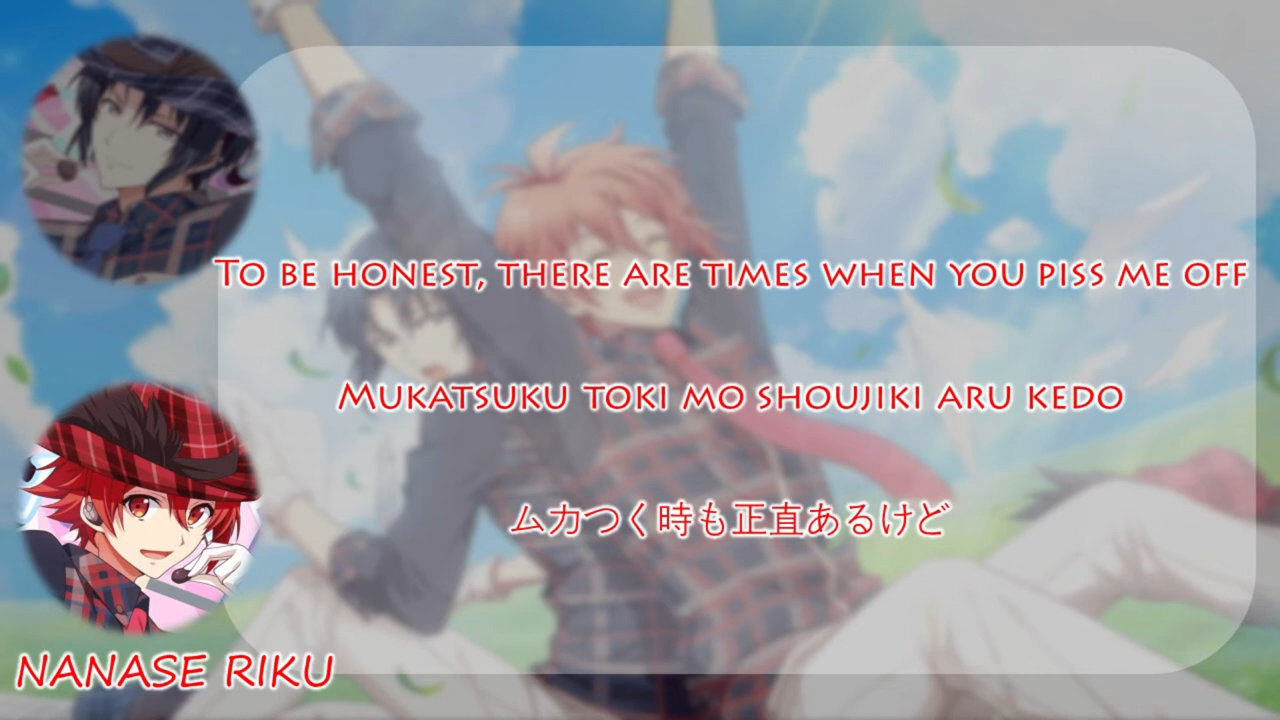 To be honest, there are times when you piss me off
Mukatsuku toki mo shoujiki aru kedo
ムカつく時も正直あるけど
NANASE RIKU